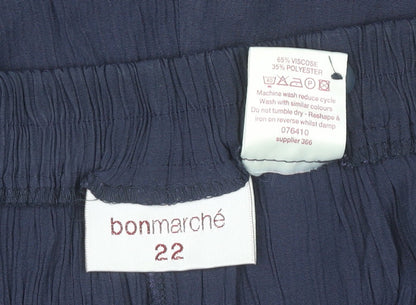 65% VISCOSE
35% POLYESTER
Machine wash reduce cycle
Wash with similar colours
Do not tumble dry - Reshape &
iron on reverse whilst damp
076410
supplier 366
bonmarché
22